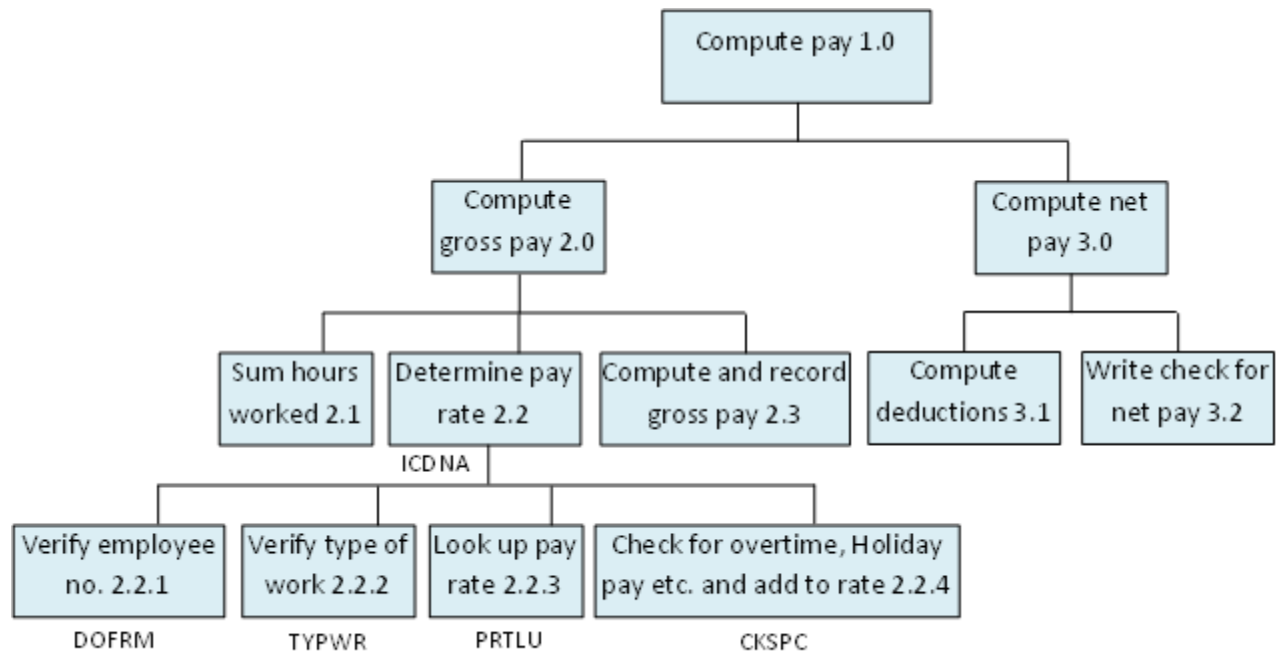 Compute pay 1.0
Compute
gross pay 2.0
Compute net
pay 3.0
Sum hours
worked 2.1
Determine pay
rate 2.2
Compute and record
gross pay 2.3
Compute
deductions 3.1
Write check for
net pay 3.2
ICDNA
Verify employee
no. 2.2.1
Verify type of
work 2.2.2
Look up pay
rate 2.2.3
Check for overtime, Holiday
pay etc. and add to rate 2.2.4
DOFRM
TYPWR
PRTLU
CKSPC